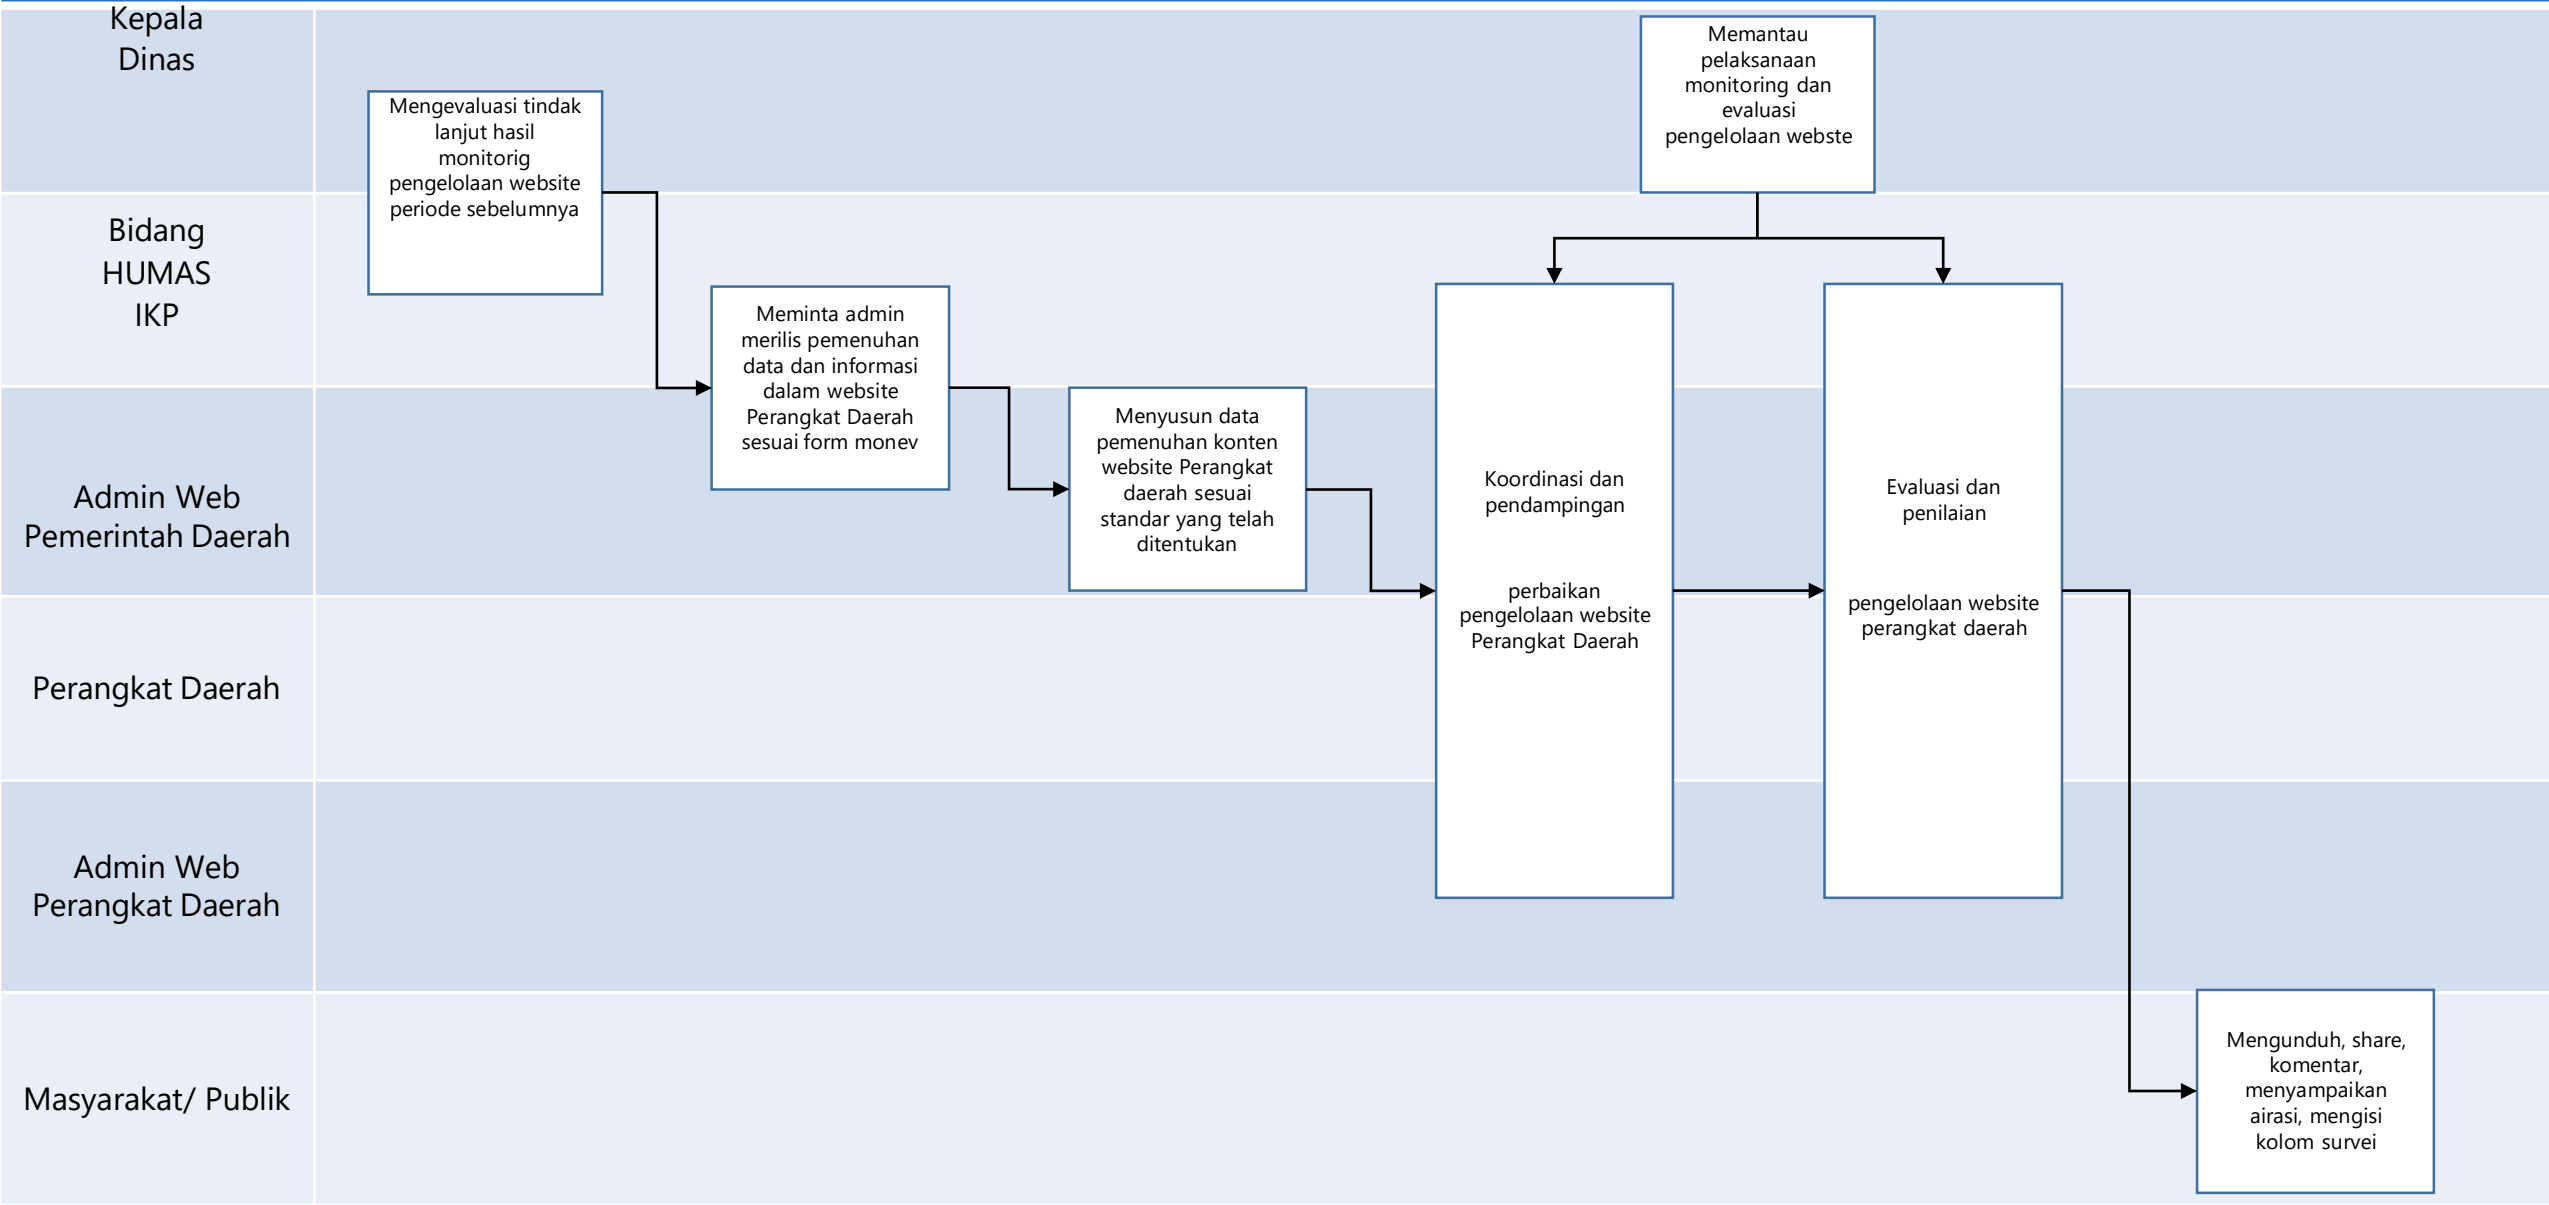 Kepala
Dinas
Bidang
HUMAS
IKP
Admin Web
Pemerintah Daerah
Perangkat Daerah
Admin Web
Perangkat Daerah
Masyarakat/ Publik
Mengevaluasi tindak
lanjut hasil
monitorig
pengelolaan website
periode sebelumnya
Meminta admin
merilis pemenuhan
data dan informasi
dalam website
Perangkat Daerah
sesuai form monev
Menyusun data
pemenuhan konten
website Perangkat
daerah sesuai
standar yang telah
ditentukan
Memantau
pelaksanaan
monitoring dan
evaluasi
pengelolaan webste
Koordinasi dan
pendampingan
perbaikan
pengelolaan website
Perangkat Daerah
Evaluasi dan
penilaian
pengelolaan website
perangkat daerah
Mengunduh, share,
komentar,
menyampaikan
airasi, mengisi
kolom survei